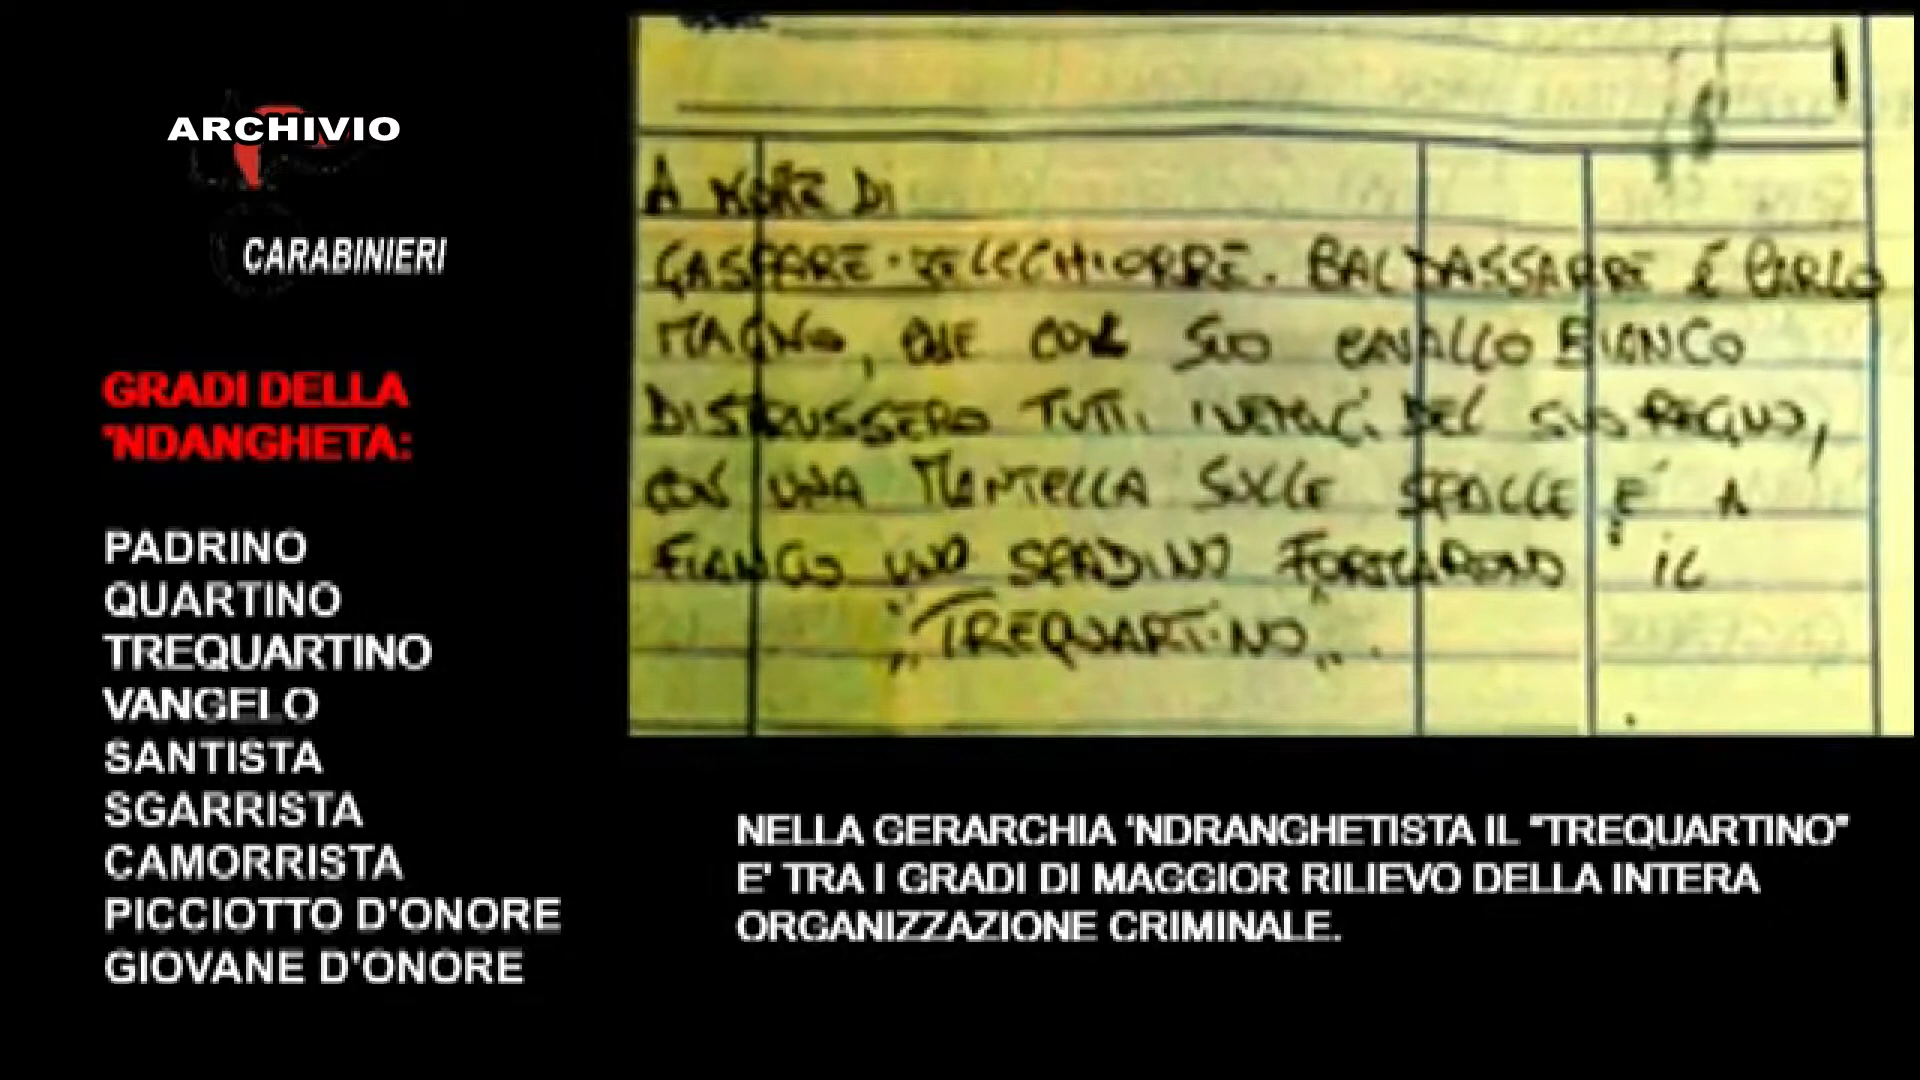 ARCHIVIO
CARABINIERI
GRADI DELLA
'NDANGHETA:
PADRINO
QUARTINO
TREQUARTINO
VANGELO
SANTISTA
SGARRISTA
CAMORRISTA
PICCIOTTO D'ONORE
GIOVANE D'ONORE
A NOME DI
GASPARE. MELECCHIORRE. BALDASSARRE E CARLO
MAGNO, CHE CON SUO CAVALLO BIANCO
DISTRUSSERO TUTTI I NEMICI DEL SUO REGNO,
CON UNA MANTELLA SULLE SPALLE E A
FIANCO UNO SPADINO FORMARONO " IL
"TREQUARTINO".
NELLA GERARCHIA 'NDRANGHETISTA IL "TREQUARTINO"
E' TRA I GRADI DI MAGGIOR RILIEVO DELLA INTERA
ORGANIZZAZIONE CRIMINALE.